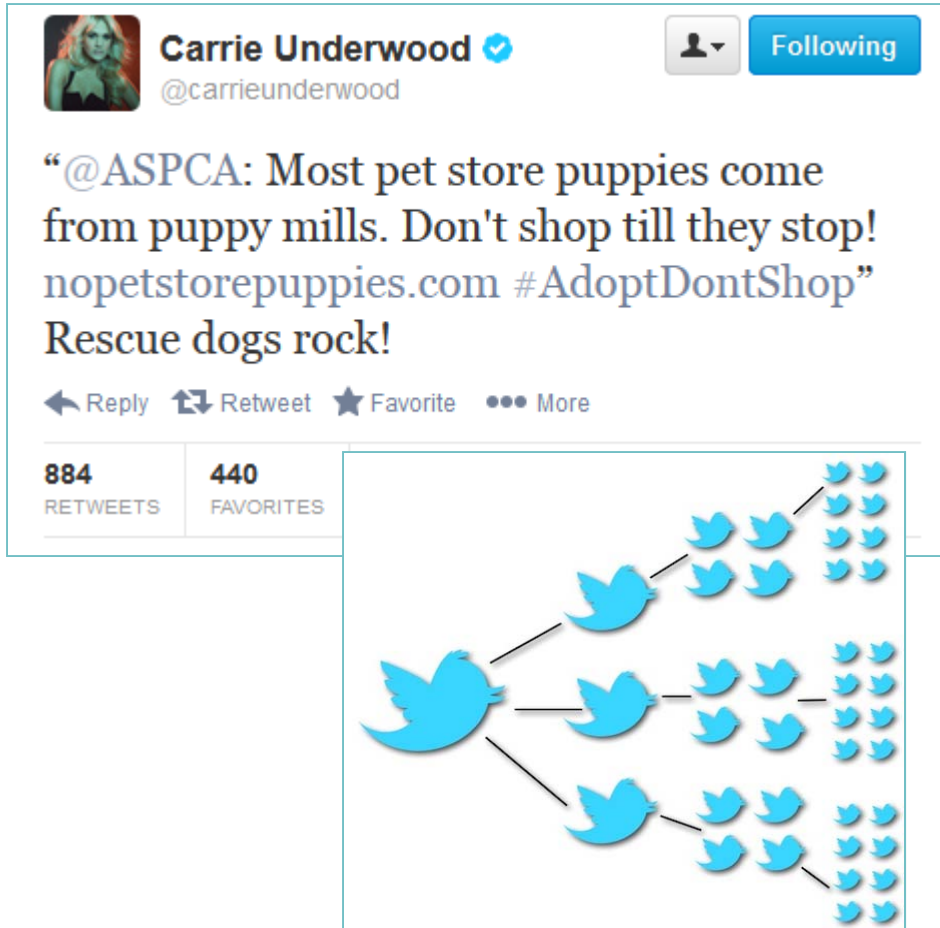 Carrie Underwood
@carrieunderwood
Following
“@ASPCA: Most pet store puppies come
from puppy mills. Don't shop till they stop!
nopetstorepuppies.com #AdoptDontShop”
Rescue dogs rock!
Reply Retweet Favorite More
884 440
RETWEETS FAVORITES